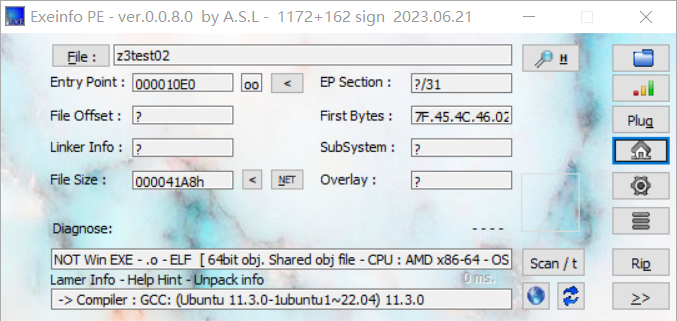 Exeinfo PE - ver.0.0.8.0 by A.S.L - 1172+162 sign 2023.06.21
File : z3test02 H
Entry Point : 000010E0 oo < EP Section : ?/31
File Offset : ? First Bytes : 7F.45.4C.46.02 Plug
Linker Info : ? SubSystem : ?
File Size : 000041A8h < NET Overlay : ?
Diagnose: ----
NOT Win EXE - .o - ELF [ 64bit obj. Shared obj file - CPU : AMD x86-64 - OS Scan / t Rip
Lamer Info - Help Hint - Unpack info 0 ms.
-> Compiler : GCC: (Ubuntu 11.3.0-1ubuntu1~22.04) 11.3.0 >>